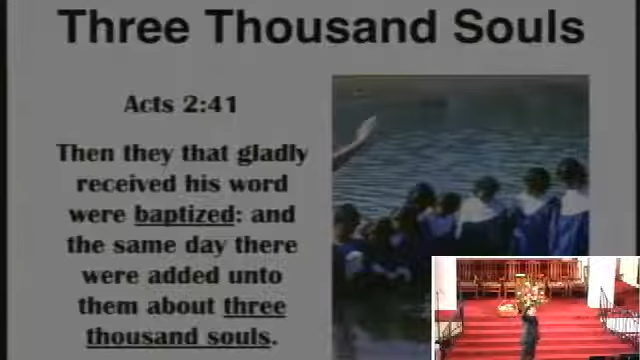 Three Thousand Souls
Acts 2:41
Then they that gladly
received his word
were baptized: and
the same day there
were added unto
them about three
thousand souls.